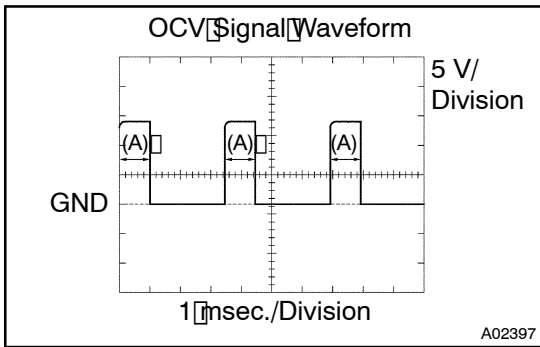 OCV Signal Waveform
5 V/
Division
(A) (A) (A)
GND
1 msec./Division
A02397